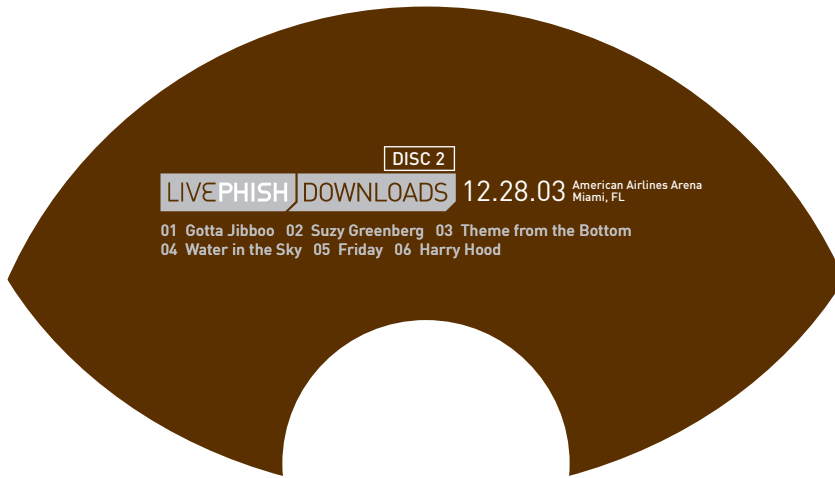 DISC 2
LIVEPHISH DOWNLOADS 12.28.03 American Airlines Arena
Miami, FL
01 Gotta Jibboo 02 Suzy Greenberg 03 Theme from the Bottom
04 Water in the Sky 05 Friday 06 Harry Hood